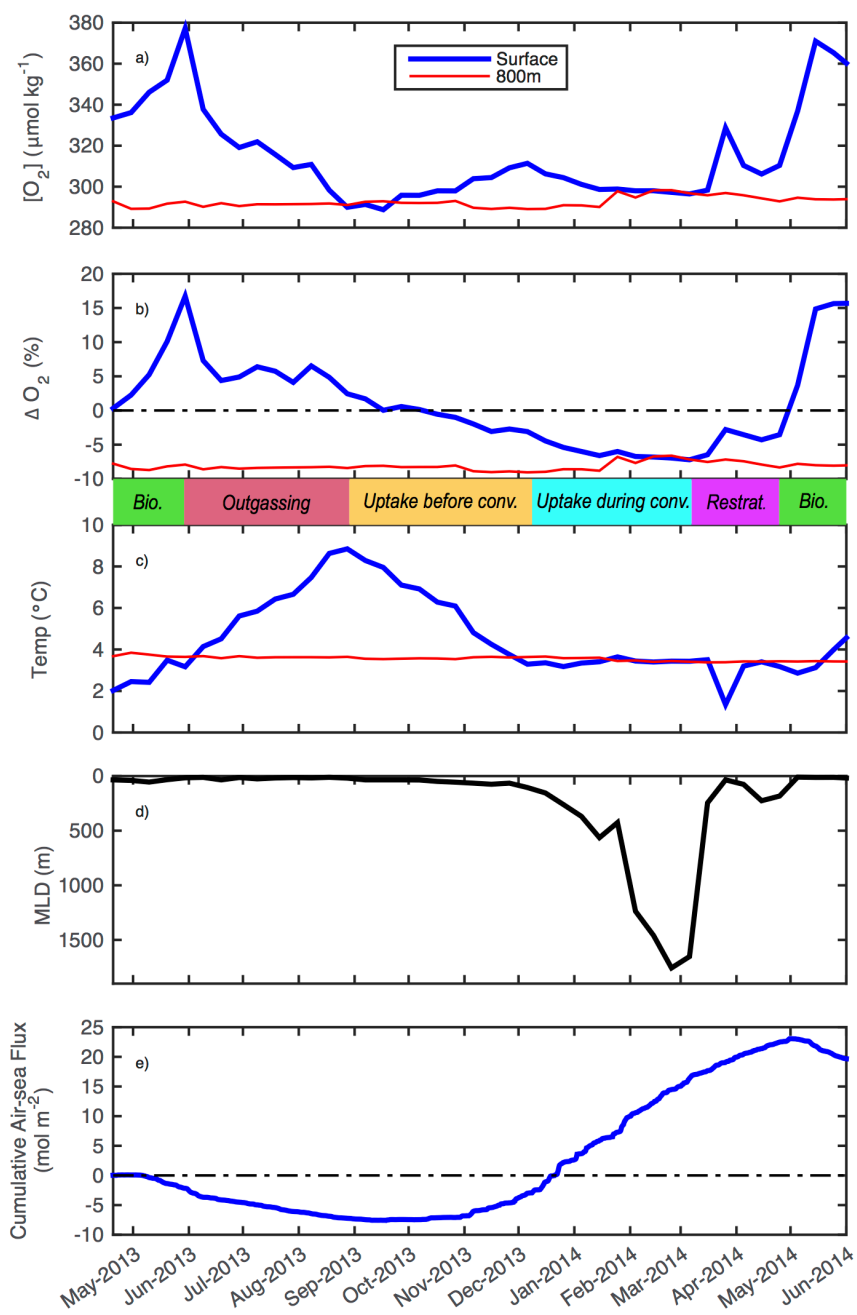 380
360
340
320
300
280
[O2] (µmol kg-1)
a)
Surface
800m
20
15
10
5
0
-5
-10
Δ O2 (%)
b)
Bio. Outgassing Uptake before conv. Uptake during conv. Restrat. Bio.
10
8
6
4
2
0
Temp (°C)
c)
0
500
1000
1500
MLD (m)
d)
25
20
15
10
5
0
-5
-10
Cumulative Air-sea Flux
(mol m-2)
e)
May-2013 Jun-2013 Jul-2013 Aug-2013 Sep-2013 Oct-2013 Nov-2013 Dec-2013 Jan-2014 Feb-2014 Mar-2014 Apr-2014 May-2014 Jun-2014